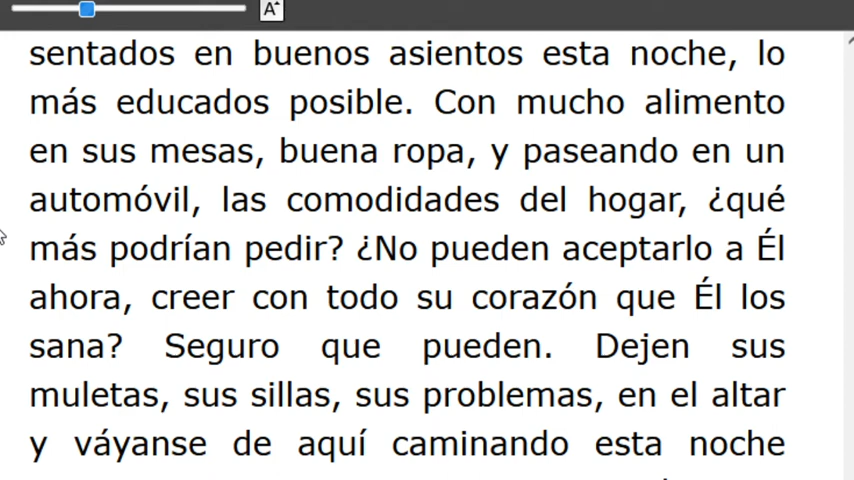 A
sentados en buenos asientos esta noche, lo
más educados posible. Con mucho alimento
en sus mesas, buena ropa, y paseando en un
automóvil, las comodidades del hogar, ¿qué
más podrían pedir? ¿No pueden aceptarlo a Él
ahora, creer con todo su corazón que Él los
sana? Seguro que pueden. Dejen sus
muletas, sus sillas, sus problemas, en el altar
y váyanse de aquí caminando esta noche